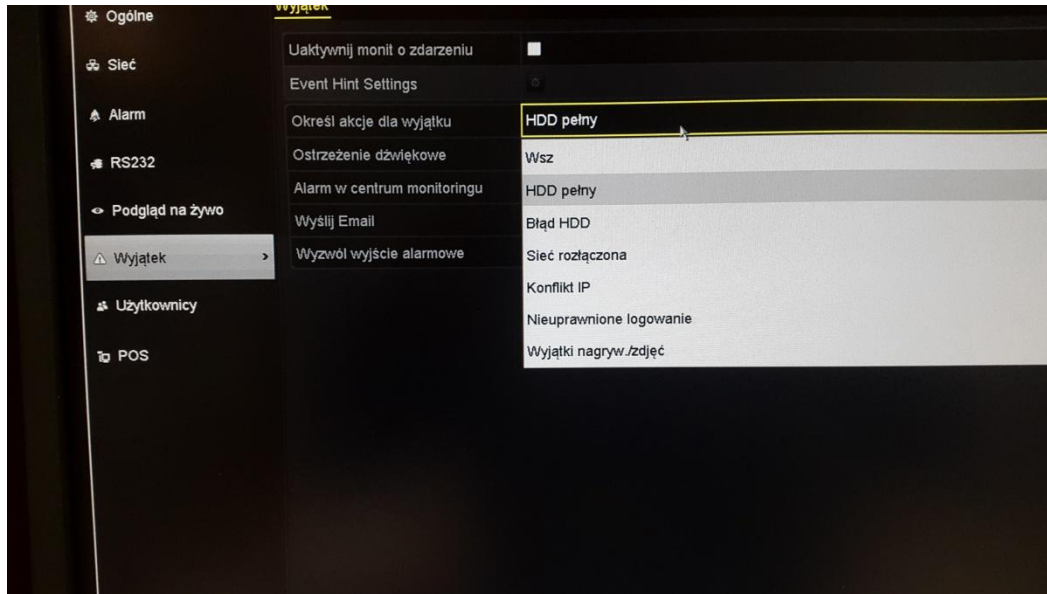 Wyjątek
Ogólne
Sieć
Alarm
RS232
Podgląd na żywo
Wyjątek >
Użytkownicy
POS
Uaktywnij monit o zdarzeniu
Event Hint Settings
Określ akcje dla wyjątku
Ostrzeżenie dźwiękowe
Alarm w centrum monitoringu
Wyślij Email
Wyzwól wyjście alarmowe
HDD pełny
Wsz
HDD pełny
Błąd HDD
Sieć rozłączona
Konflikt IP
Nieuprawnione logowanie
Wyjątki nagryw./zdjęć